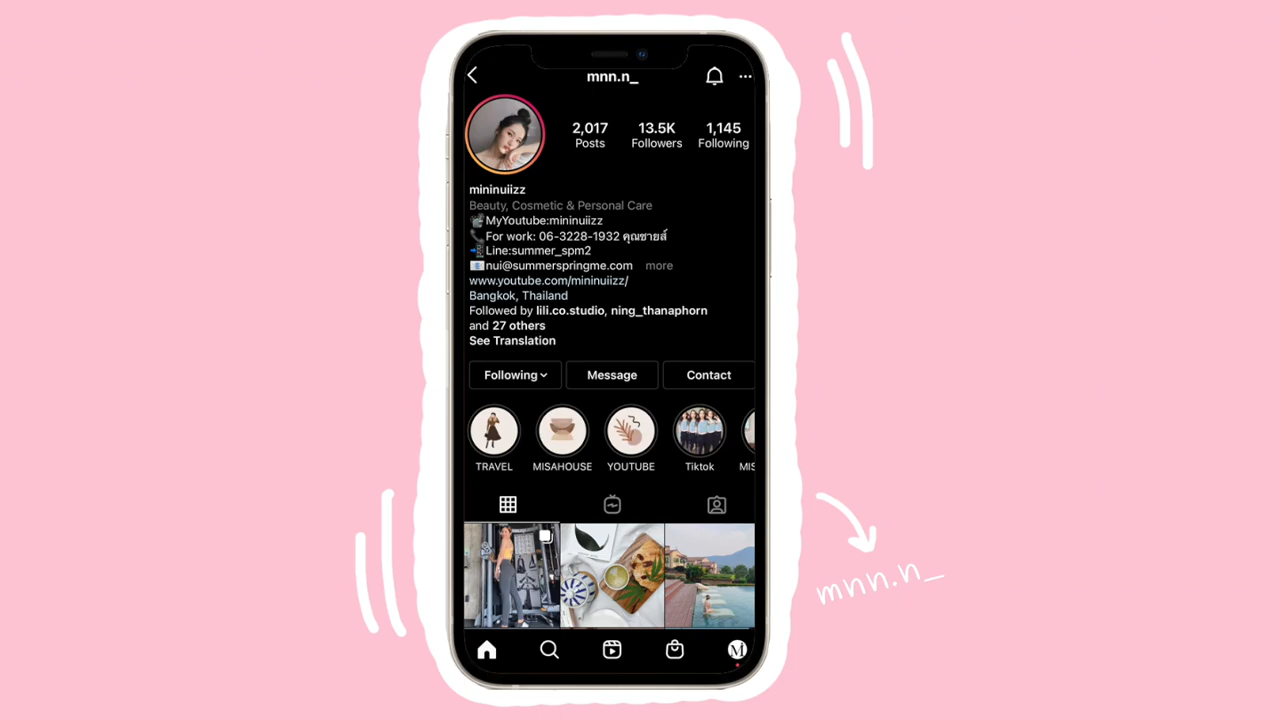 mnn.n_
2,017 13.5K 1,145
Posts Followers Following
mininuiizz
Beauty, Cosmetic & Personal Care
MyYoutube:mininuiizz
For work: 06-3228-1932 คุณชายส์
Line:summer_spm2
nui@summerspringme.com more
www.youtube.com/mininuiizz/
Bangkok, Thailand
Followed by lili.co.studio, ning_thanaphorn
and 27 others
See Translation
Following Message Contact
TRAVEL MISAHOUSE YOUTUBE Tiktok MIS
mnn.n_